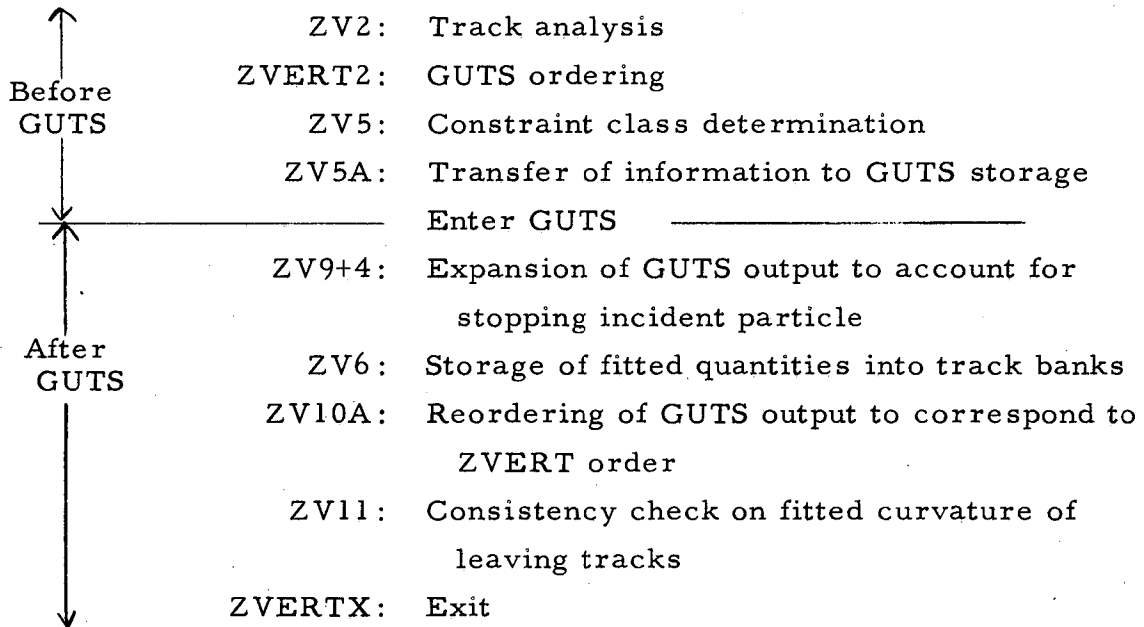 ZV2: Track analysis
ZVERT2: GUTS ordering
Before
GUTS
ZV5: Constraint class determination
ZV5A: Transfer of information to GUTS storage
Enter GUTS
ZV9+4: Expansion of GUTS output to account for
stopping incident particle
After
GUTS
ZV6: Storage of fitted quantities into track banks
ZV10A: Reordering of GUTS output to correspond to
ZVERT order
ZV11: Consistency check on fitted curvature of
leaving tracks
ZVERTX: Exit